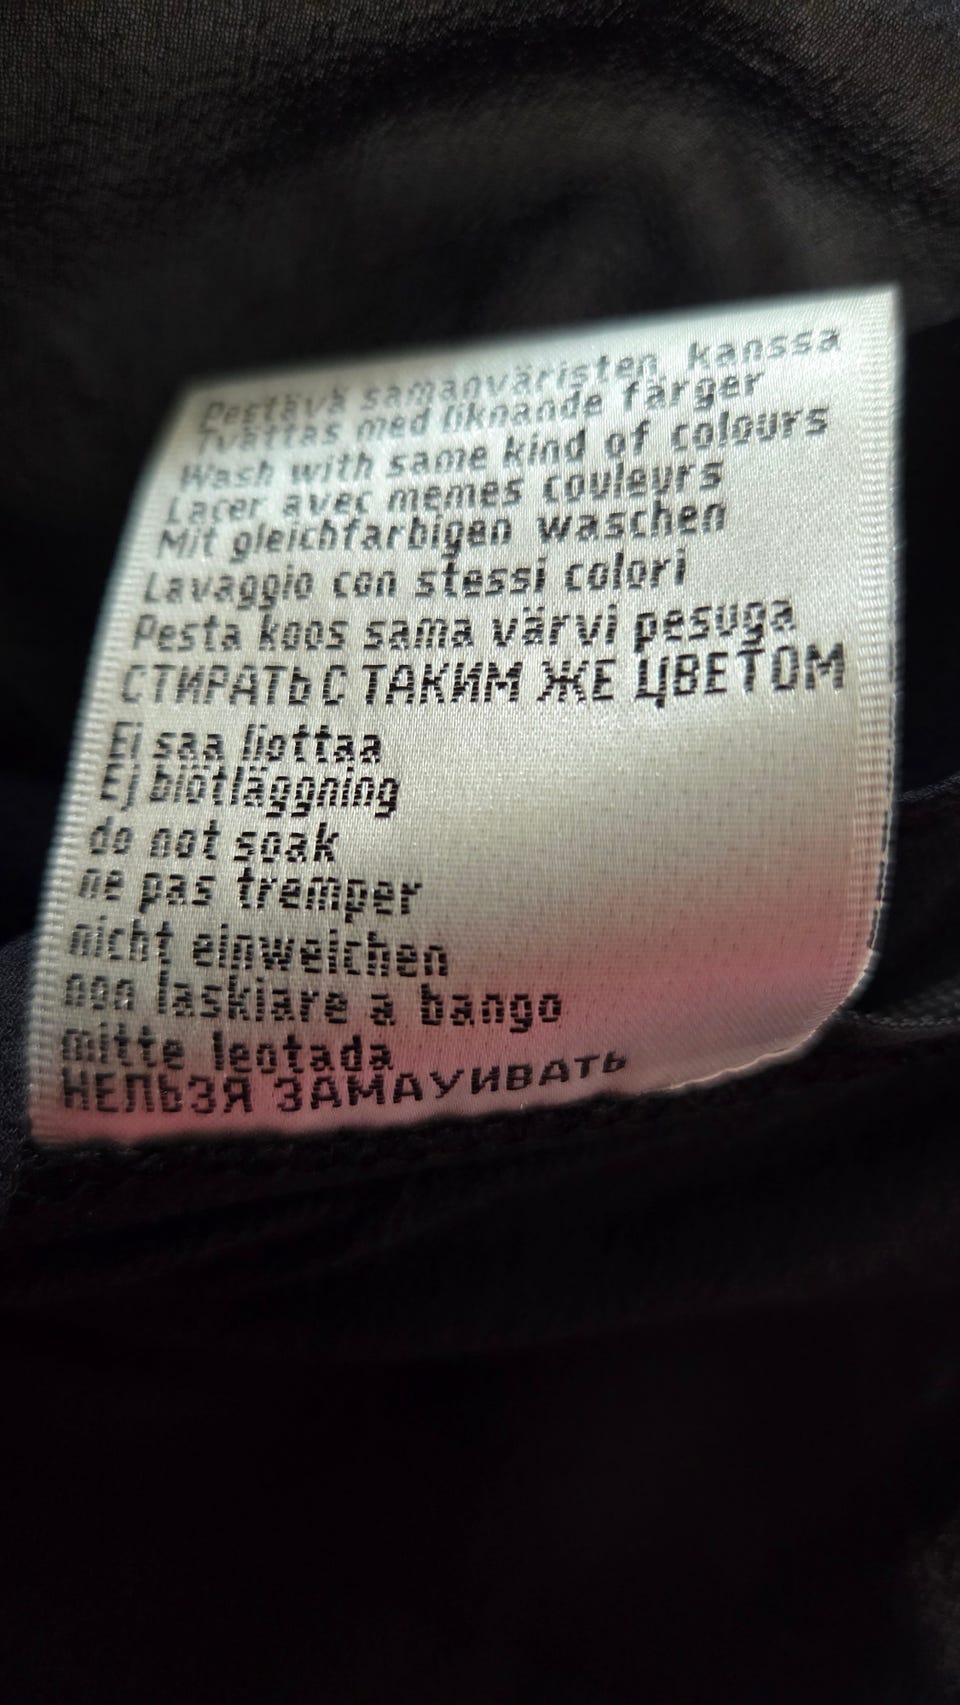 Pestävä samanväristen kanssa
Tvättas med liknande färger
Wash with same kind of colours
Laver avec memes couleurs
Mit gleichfarbigen waschen
Lavaggio con stessi colori
Pesta koos sama värvi pesuga
СТИРАТЬ С ТАКИМ ЖЕ ЦВЕТОМ
Ei saa liottaa
Ej blotläggning
do not soak
ne pas tremper
nicht einweichen
non laskiare a bango
mitte leotada
НЕЛЬЗЯ ЗАМАУИВАТЬ